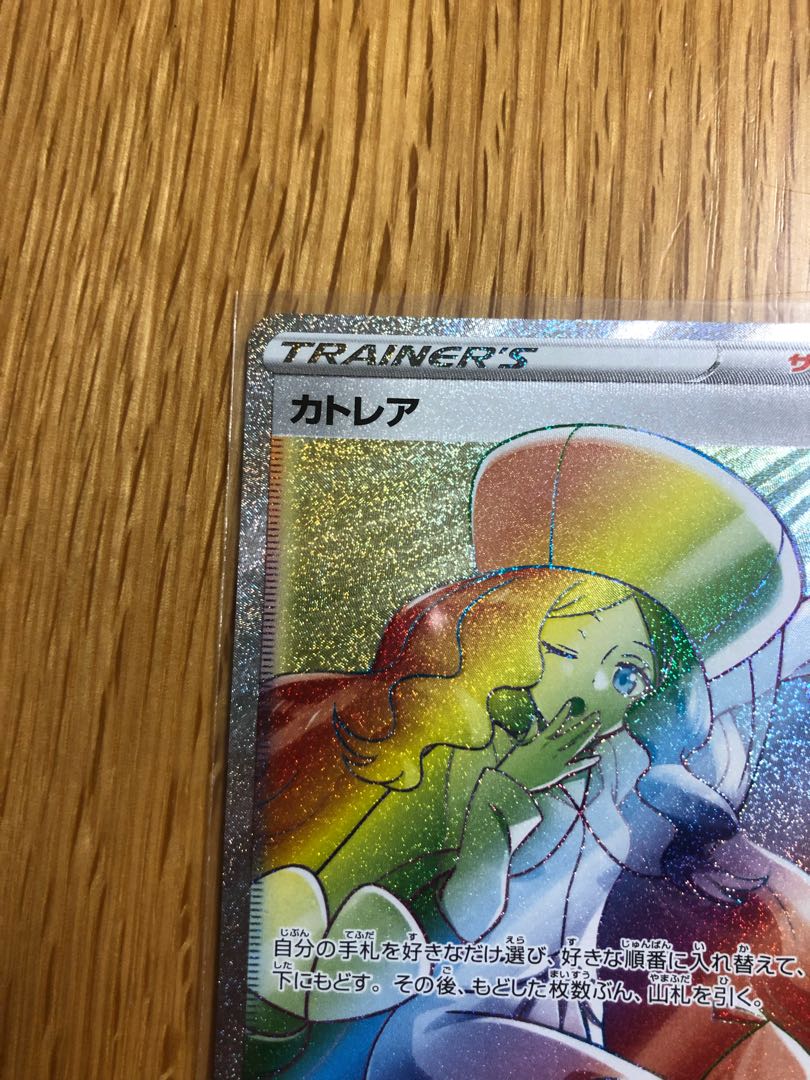 TRAINER'S
サ
カトレア
自分の手札を好きなだけ選び、好きな順番に入れ替えて、
下にもどす。その後、もどした枚数ぶん、山札を引く。